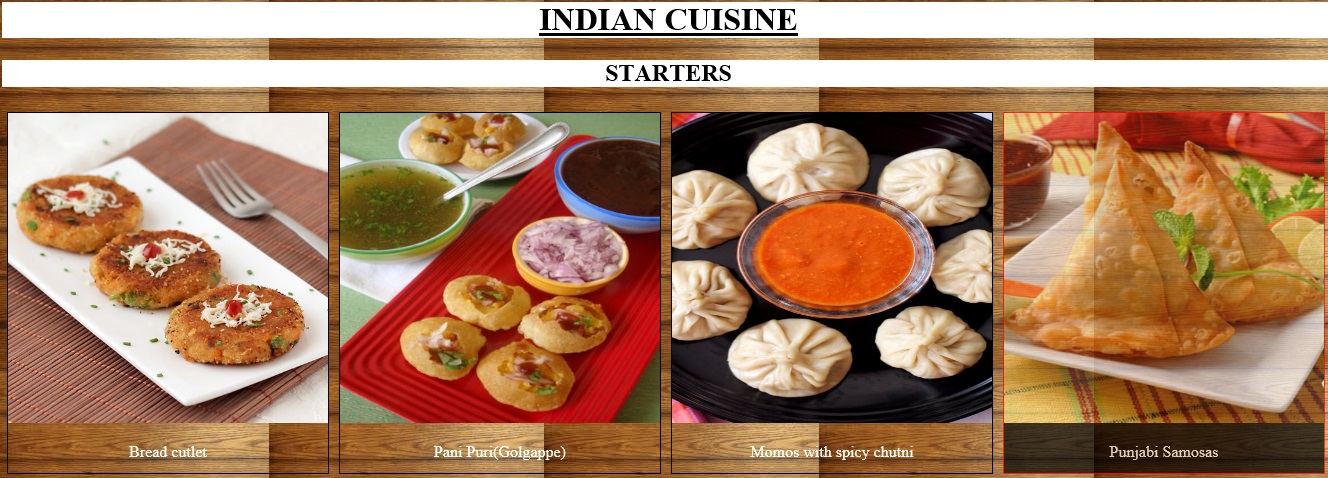 INDIAN CUISINE
STARTERS
Bread cutlet
Pani Puri(Golgappe)
Momos with spicy chutni
Punjabi Samosas